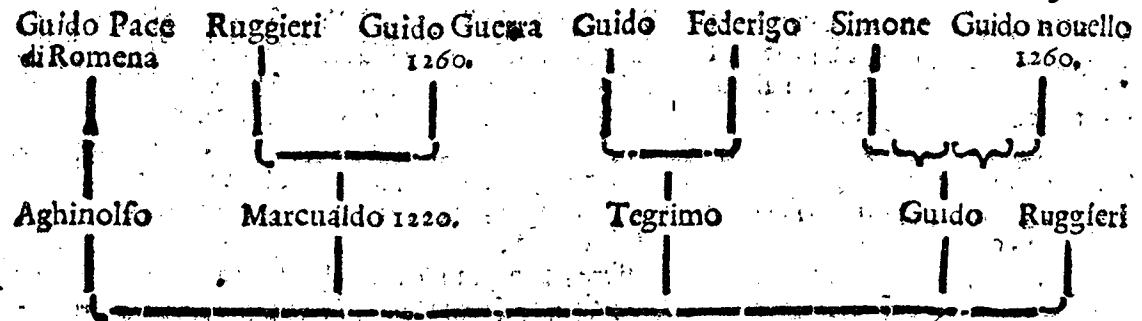 Guido Pace Ruggieri Guido Guerra Guido Federigo Simone Guido nouello
di Romena 1260. 1260.
Aghinolfo Marcualdo 1220. Tegrimo Guido Ruggieri